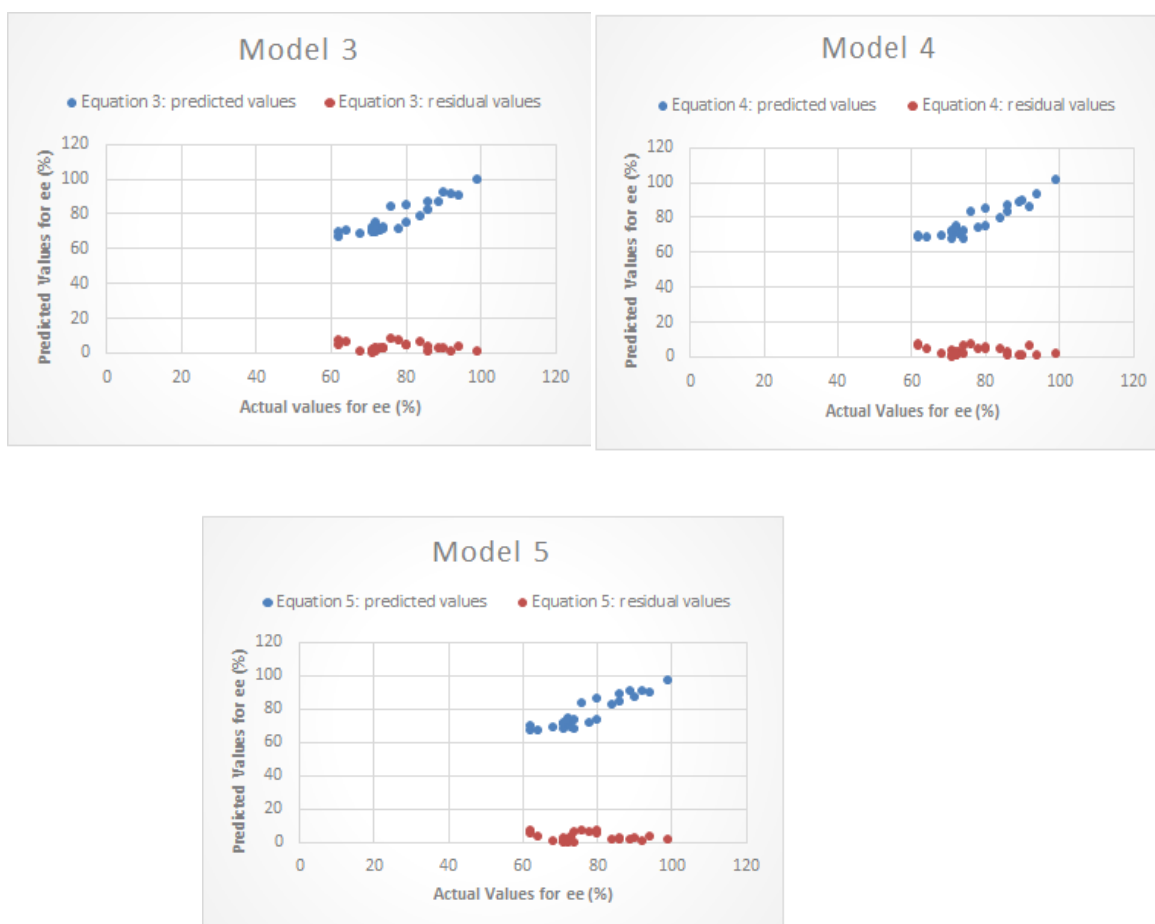 Model 3
Equation 3: predicted values Equation 3: residual values
Predicted Values for ee (%)
120
100
80
60
40
20
0
0 20 40 60 80 100 120
Actual values for ee (%)
Model 4
Equation 4: predicted values Equation 4: residual values
Predicted Values for ee (%)
120
100
80
60
40
20
0
0 20 40 60 80 100 120
Actual Values for ee (%)
Model 5
Equation 5: predicted values Equation 5: residual values
Predicted Values for ee (%)
120
100
80
60
40
20
0
0 20 40 60 80 100 120
Actual Values for ee (%)